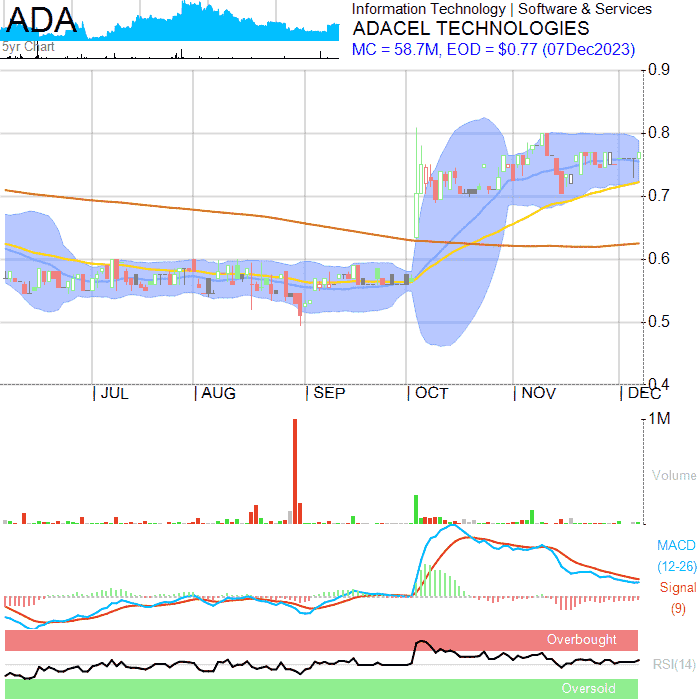 ADA
5yr Chart
Information Technology | Software & Services
ADACEL TECHNOLOGIES
MC = 58.7M, EOD = $0.77 (07Dec2023)
0.9
0.8
0.7
0.6
0.5
0.4
| JUL | AUG | SEP | OCT | NOV | DEC
1M
Volume
MACD
(12-26)
Signal
(9)
Overbought
RSI(14)
Oversold